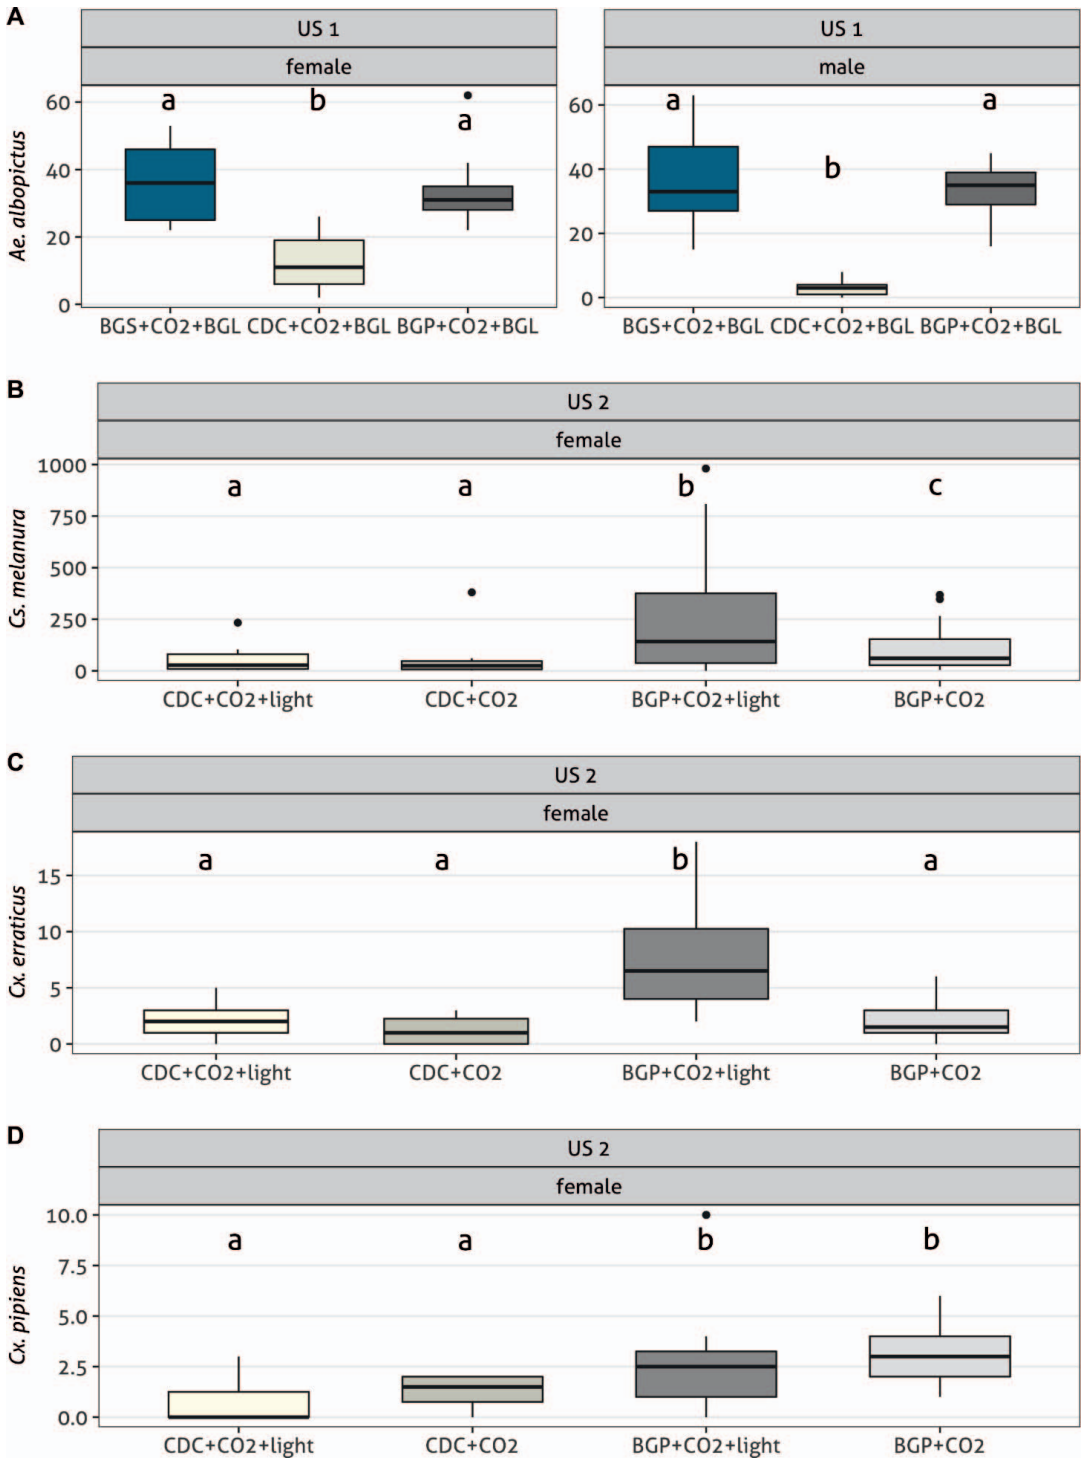 A
US 1
US 1
female
male
60
a
b
a
40
20
0
Ae. albopictus
BGS+CO2+BGL CDC+CO2+BGL BGP+CO2+BGL
60
a
b
a
40
20
0
BGS+CO2+BGL CDC+CO2+BGL BGP+CO2+BGL
B
US 2
female
1000
750
500
250
0
a
a
b
c
Cs. melanura
CDC+CO2+light
CDC+CO2
BGP+CO2+light
BGP+CO2
C
US 2
female
15
10
5
0
a
a
b
a
Cx. erraticus
CDC+CO2+light
CDC+CO2
BGP+CO2+light
BGP+CO2
D
US 2
female
10.0
7.5
5.0
2.5
0.0
a
a
b
b
Cx. pipiens
CDC+CO2+light
CDC+CO2
BGP+CO2+light
BGP+CO2